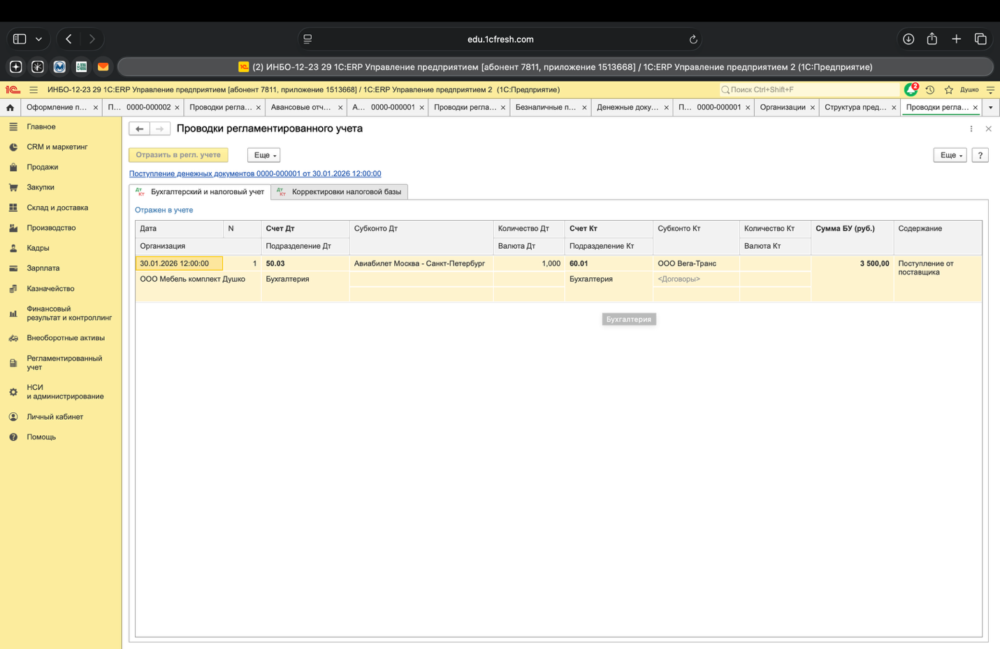 edu.1cfresh.com
(2) ИНБО-12-23 29 1С:ERP Управление предприятием [абонент 7811, приложение 1513668] / 1С:ERP Управление предприятием 2 (1С:Предприятие)
ИНБО-12-23 29 1С:ERP Управление предприятием [абонент 7811, приложение 1513668] / 1С:ERP Управление предприятием 2 (1С:Предприятие)
Поиск Ctrl+Shift+F
2
Душко
Оформление п... × П... 0000-000002 × Проводки регла... × Авансовые отч... × А... 0000-000001 × Проводки регла... × Безналичные п... × Денежные доку... × П... 0000-000001 × Организации × Структура пред... × Проводки регла... ×
Главное
CRM и маркетинг
Продажи
Закупки
Склад и доставка
Производство
Кадры
Зарплата
Казначейство
Финансовый
результат и контроллинг
Внеоборотные активы
Регламентированный
учет
НСИ
и администрирование
Личный кабинет
Помощь
Проводки регламентированного учета
Отразить в регл. учете Еще Еще ?
Поступление денежных документов 0000-000001 от 30.01.2026 12:00:00
Дт Кт Бухгалтерский и налоговый учет Дт Кт Корректировки налоговой базы
Отражен в учете
Дата N Счет Дт Субконто Дт Количество Дт Счет Кт Субконто Кт Количество Кт Сумма БУ (руб.) Содержание
Организация Подразделение Дт Валюта Дт Подразделение Кт Валюта Кт
30.01.2026 12:00:00 1 50.03 Авиабилет Москва - Санкт-Петербург 1,000 60.01 ООО Вега-Транс 3 500,00 Поступление от
поставщика
ООО Мебель комплект Душко Бухгалтерия Бухгалтерия <Договоры>
Бухгалтерия